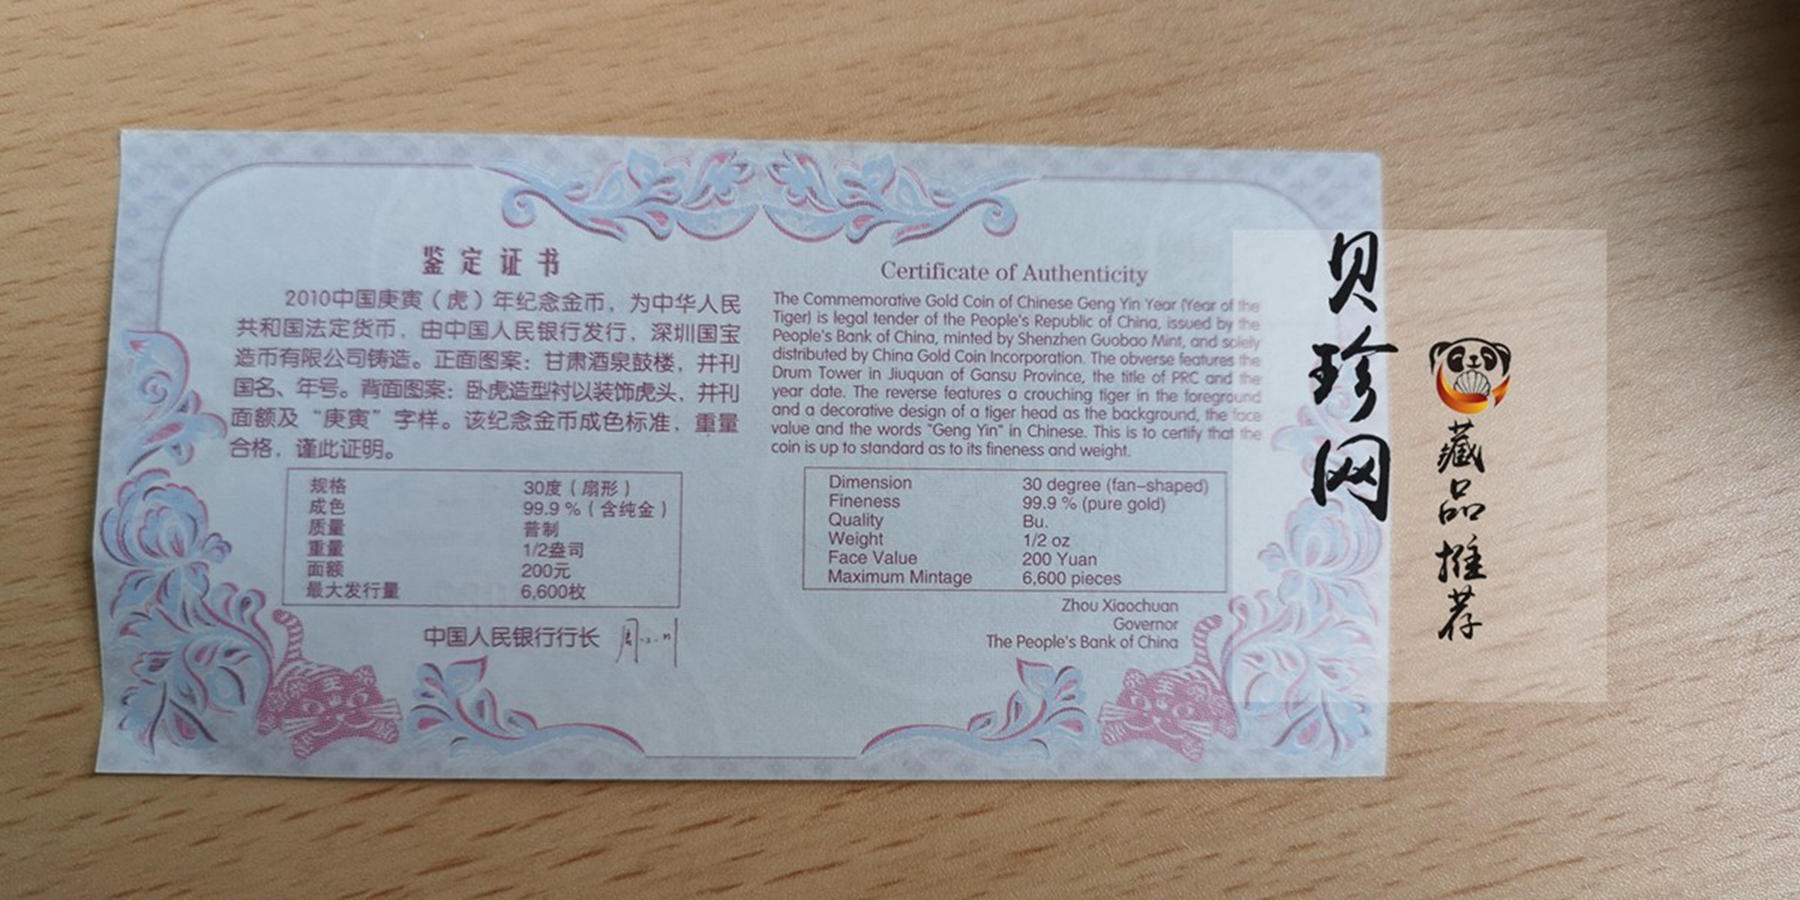 鉴定证书
2010中国庚寅（虎）年纪念金币，为中华人民
共和国法定货币，由中国人民银行发行，深圳国宝
造币有限公司铸造。正面图案：甘肃酒泉鼓楼，并刊
国名、年号。背面图案：卧虎造型衬以装饰虎头，并刊
面额及“庚寅”字样。该纪念金币成色标准，重量
合格，谨此证明。
规格 30度（扇形）
成色 99.9％（含纯金）
质量 普制
重量 1/2盎司
面额 200元
最大发行量 6,600枚
中国人民银行行长
Certificate of Authenticity
The Commemorative Gold Coin of Chinese Geng Yin Year (Year of the
Tiger) is legal tender of the People's Republic of China, issued by the
People's Bank of China, minted by Shenzhen Guobao Mint, and solely
distributed by China Gold Coin Incorporation. The obverse features the
Drum Tower in Jiuquan of Gansu Province, the title of PRC and the
year date. The reverse features a crouching tiger in the foreground
and a decorative design of a tiger head as the background, the face
value and the words "Geng Yin" in Chinese. This is to certify that the
coin is up to standard as to its fineness and weight.
Dimension 30 degree (fan-shaped)
Fineness 99.9 % (pure gold)
Quality Bu.
Weight 1/2 oz
Face Value 200 Yuan
Maximum Mintage 6,600 pieces
Zhou Xiaochuan
Governor
The People's Bank of China
王
王
贝珍网
藏品推荐